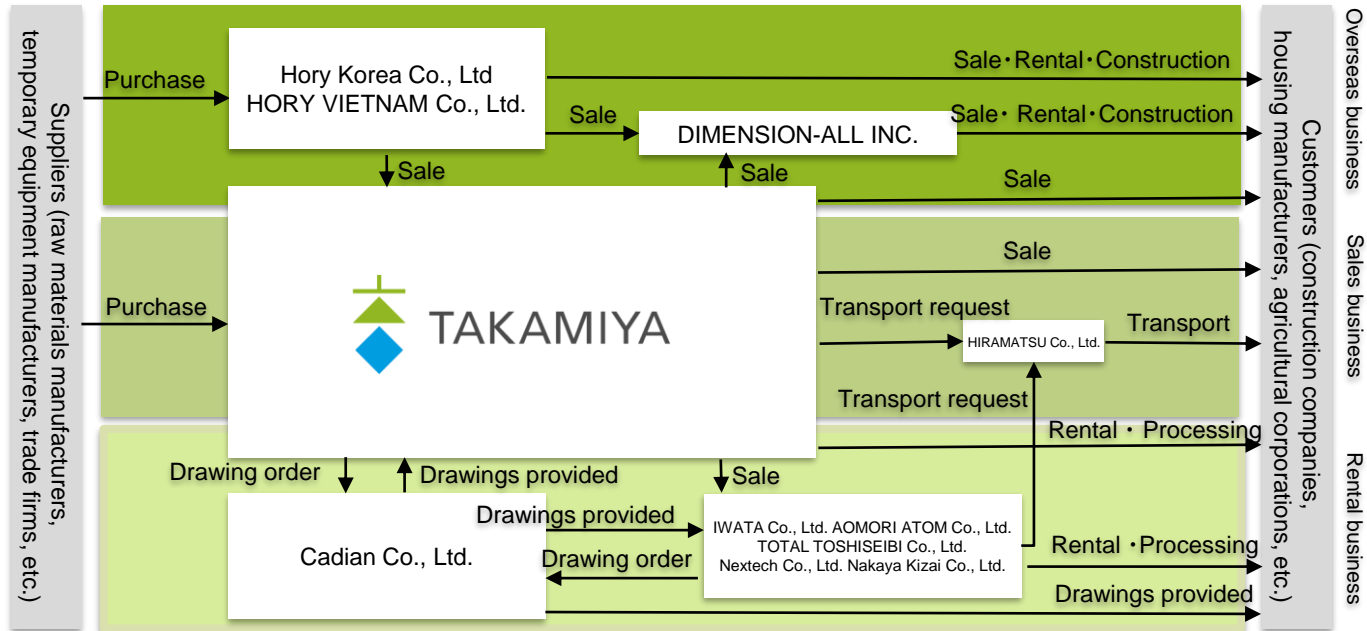 Suppliers (raw materials manufacturers,
temporary equipment manufacturers, trade firms, etc.)
Purchase
Hory Korea Co., Ltd
HORY VIETNAM Co., Ltd.
Sale・Rental・Construction
Sale
DIMENSION-ALL INC.
Sale・Rental・Construction
Sale
Sale
Sale
Purchase
TAKAMIYA
Sale
Transport request
HIRAMATSU Co., Ltd.
Transport
Transport request
Rental・Processing
Drawing order
Drawings provided
Sale
Cadian Co., Ltd.
Drawings provided
Drawing order
IWATA Co., Ltd. AOMORI ATOM Co., Ltd.
TOTAL TOSHISEIBI Co., Ltd.
Nextech Co., Ltd. Nakaya Kizai Co., Ltd.
Rental・Processing
Drawings provided
Customers (construction companies,
housing manufacturers, agricultural corporations, etc.)
Overseas business
Sales business
Rental business